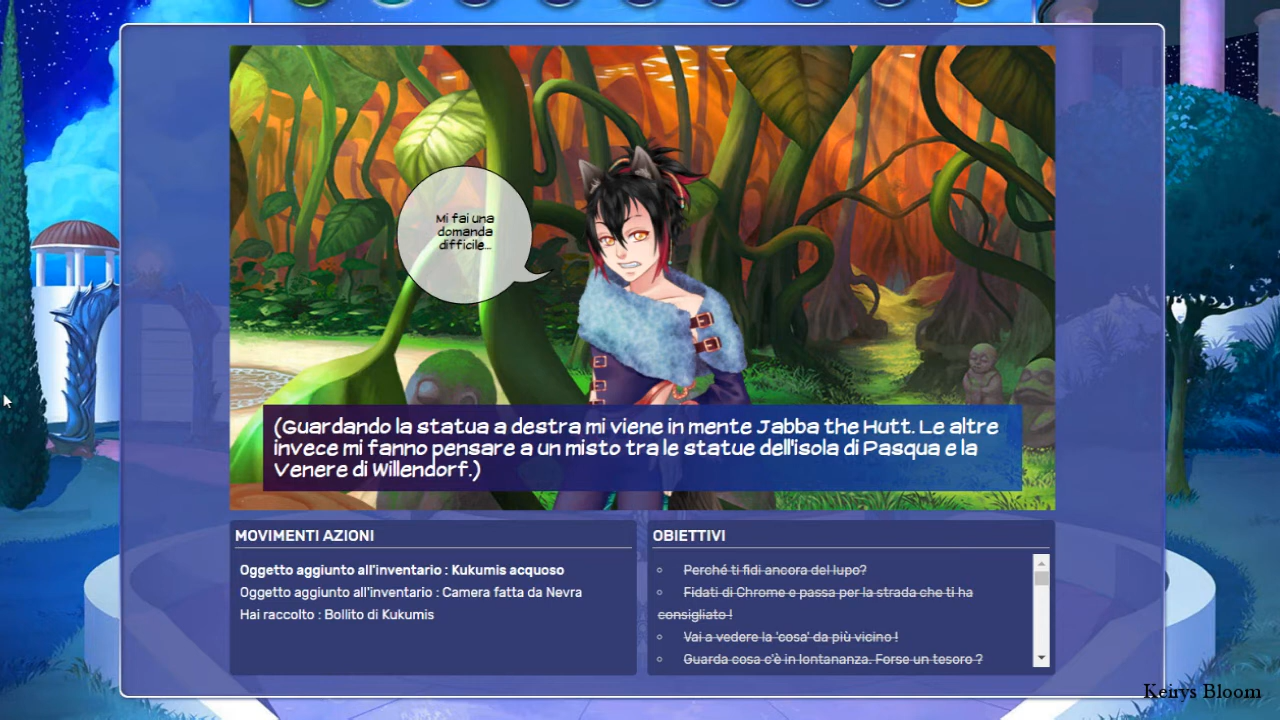 Mi fai una
domanda
difficile...
(Guardando la statua a destra mi viene in mente Jabba the Hutt. Le altre
invece mi fanno pensare a un misto tra le statue dell'isola di Pasqua e la
Venere di Willendorf.)
MOVIMENTI AZIONI
Oggetto aggiunto all'inventario : Kukumis acquoso
Oggetto aggiunto all'inventario : Camera fatta da Nevra
Hai raccolto : Bollito di Kukumis
OBIETTIVI
Perché ti fidi ancora del lupo?
Fidati di Chrome e passa per la strada che ti ha
consigliato !
Vai a vedere la 'cosa' da più vicino !
Guarda cosa c'è in lontananza. Forse un tesoro ?
Keirys Bloom